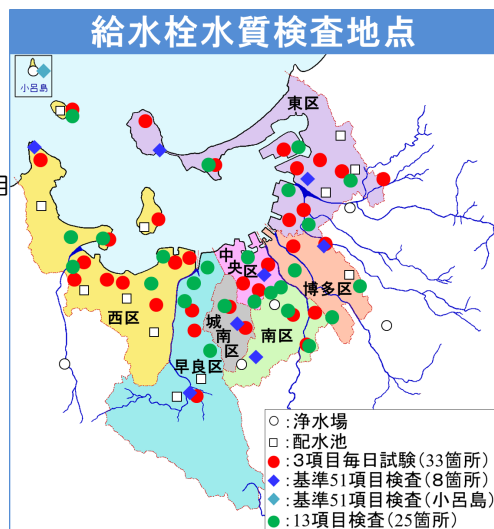 給水栓水質検査地点
小呂島
東区
目
中
央区
博多区
西区
城
南
区
南区
早良区
:浄水場
:配水池
:3項目毎日試験(33箇所)
:基準51項目検査(8箇所)
:基準51項目検査(小呂島)
:13項目検査(25箇所)